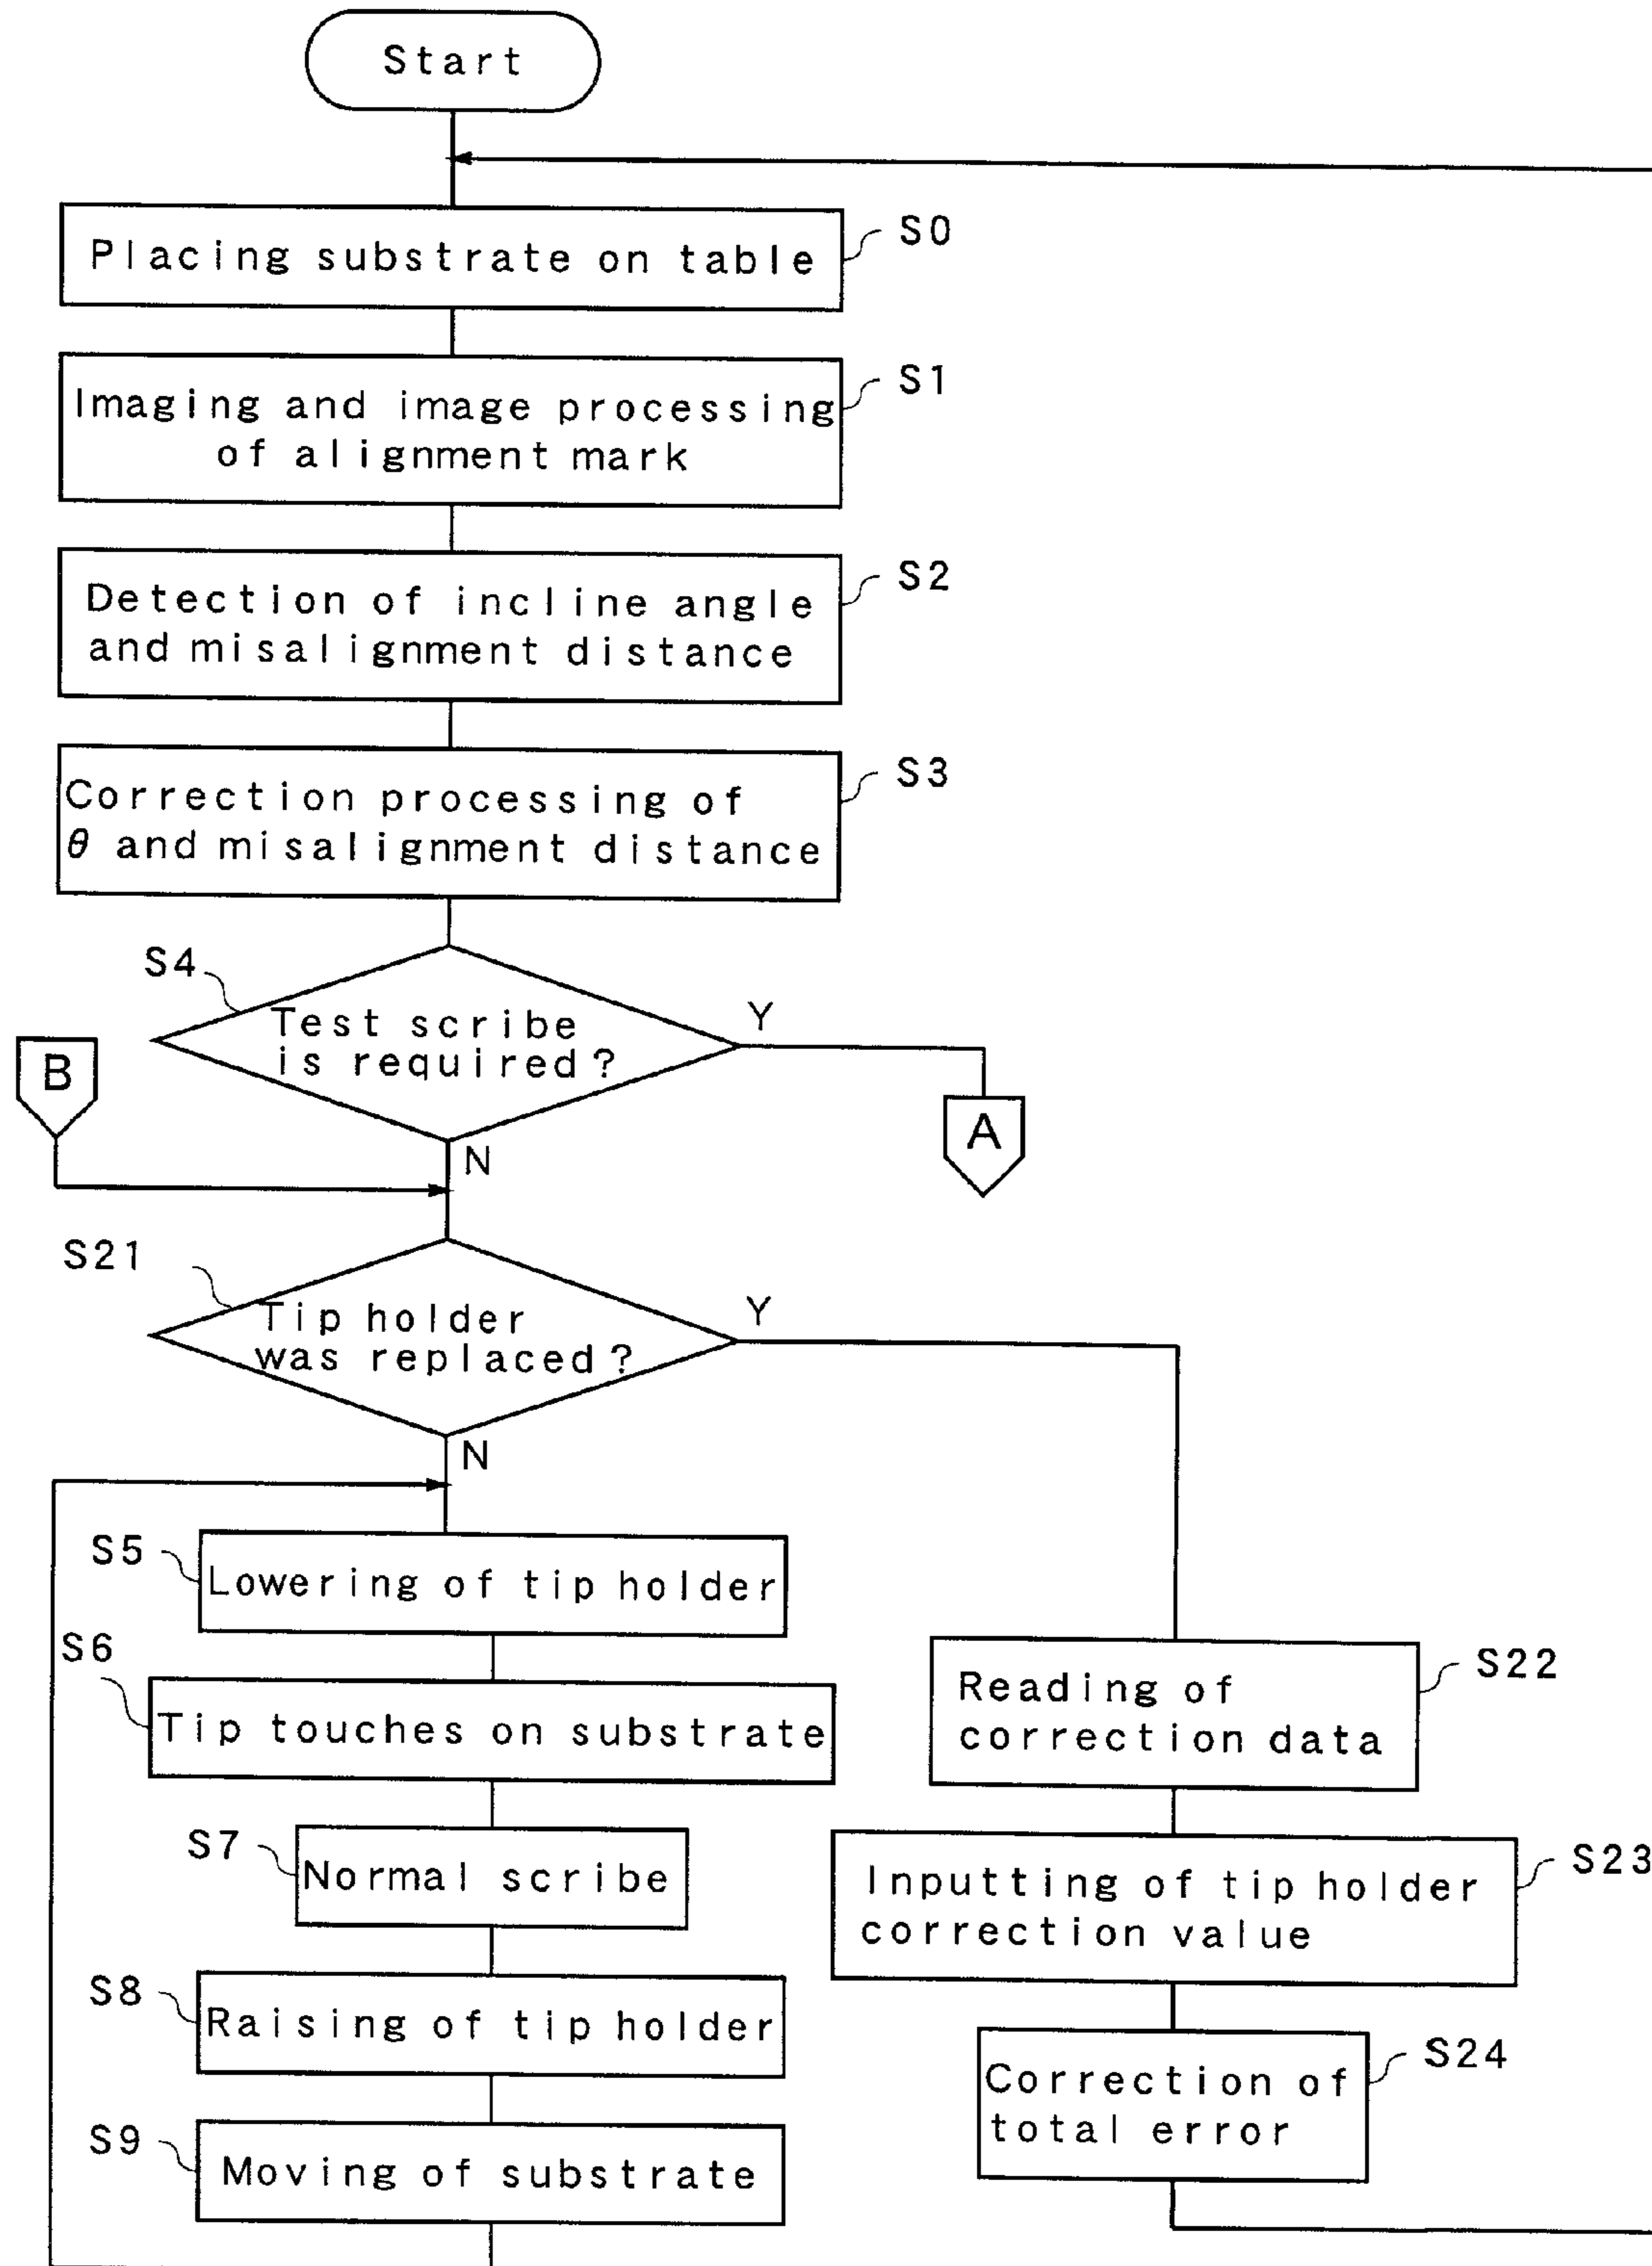 Start
S0
Placing substrate on table
S1
Imaging and image processing
of alignment mark
S2
Detection of incline angle
and misalignment distance
S3
Correction processing of
θ and misalignment distance
S4
Test scribe
is required?
Y
B
A
N
S21
Tip holder
was replaced?
Y
N
S5
Lowering of tip holder
S6
Tip touches on substrate
S7
Normal scribe
S8
Raising of tip holder
S9
Moving of substrate
S22
Reading of
correction data
S23
Inputting of tip holder
correction value
S24
Correction of
total error